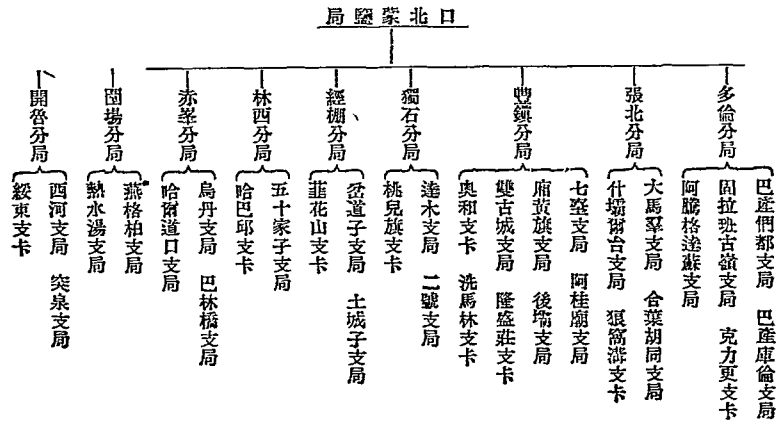 口北蒙鹽局
多倫分局
巴產們都支局 巴產庫倫支局
固拉班古嶺支局 克力更支卡
阿騰格達蘇支局
張北分局
大馬羣支局 合葉胡同支局
什壩爾台支局 狼窩溝支卡
豐鎮分局
七臺支局 阿桂廟支局
廂黃旗支局 後壩支局
雙古城支局 隆盛莊支卡
奧和支卡 洗馬林支卡
獨石分局
達木支局 二號支局
桃兒旗支卡
經棚分局
岔道子支局 土城子支局
韮花山支卡
林西分局
五十家子支局
哈巴邱支卡
赤峯分局
烏丹支局 巴林橋支局
哈爾道口支局
圍場分局
燕格柏支局
熱水湯支局
開魯分局
西河支局 突泉支局
綏東支卡